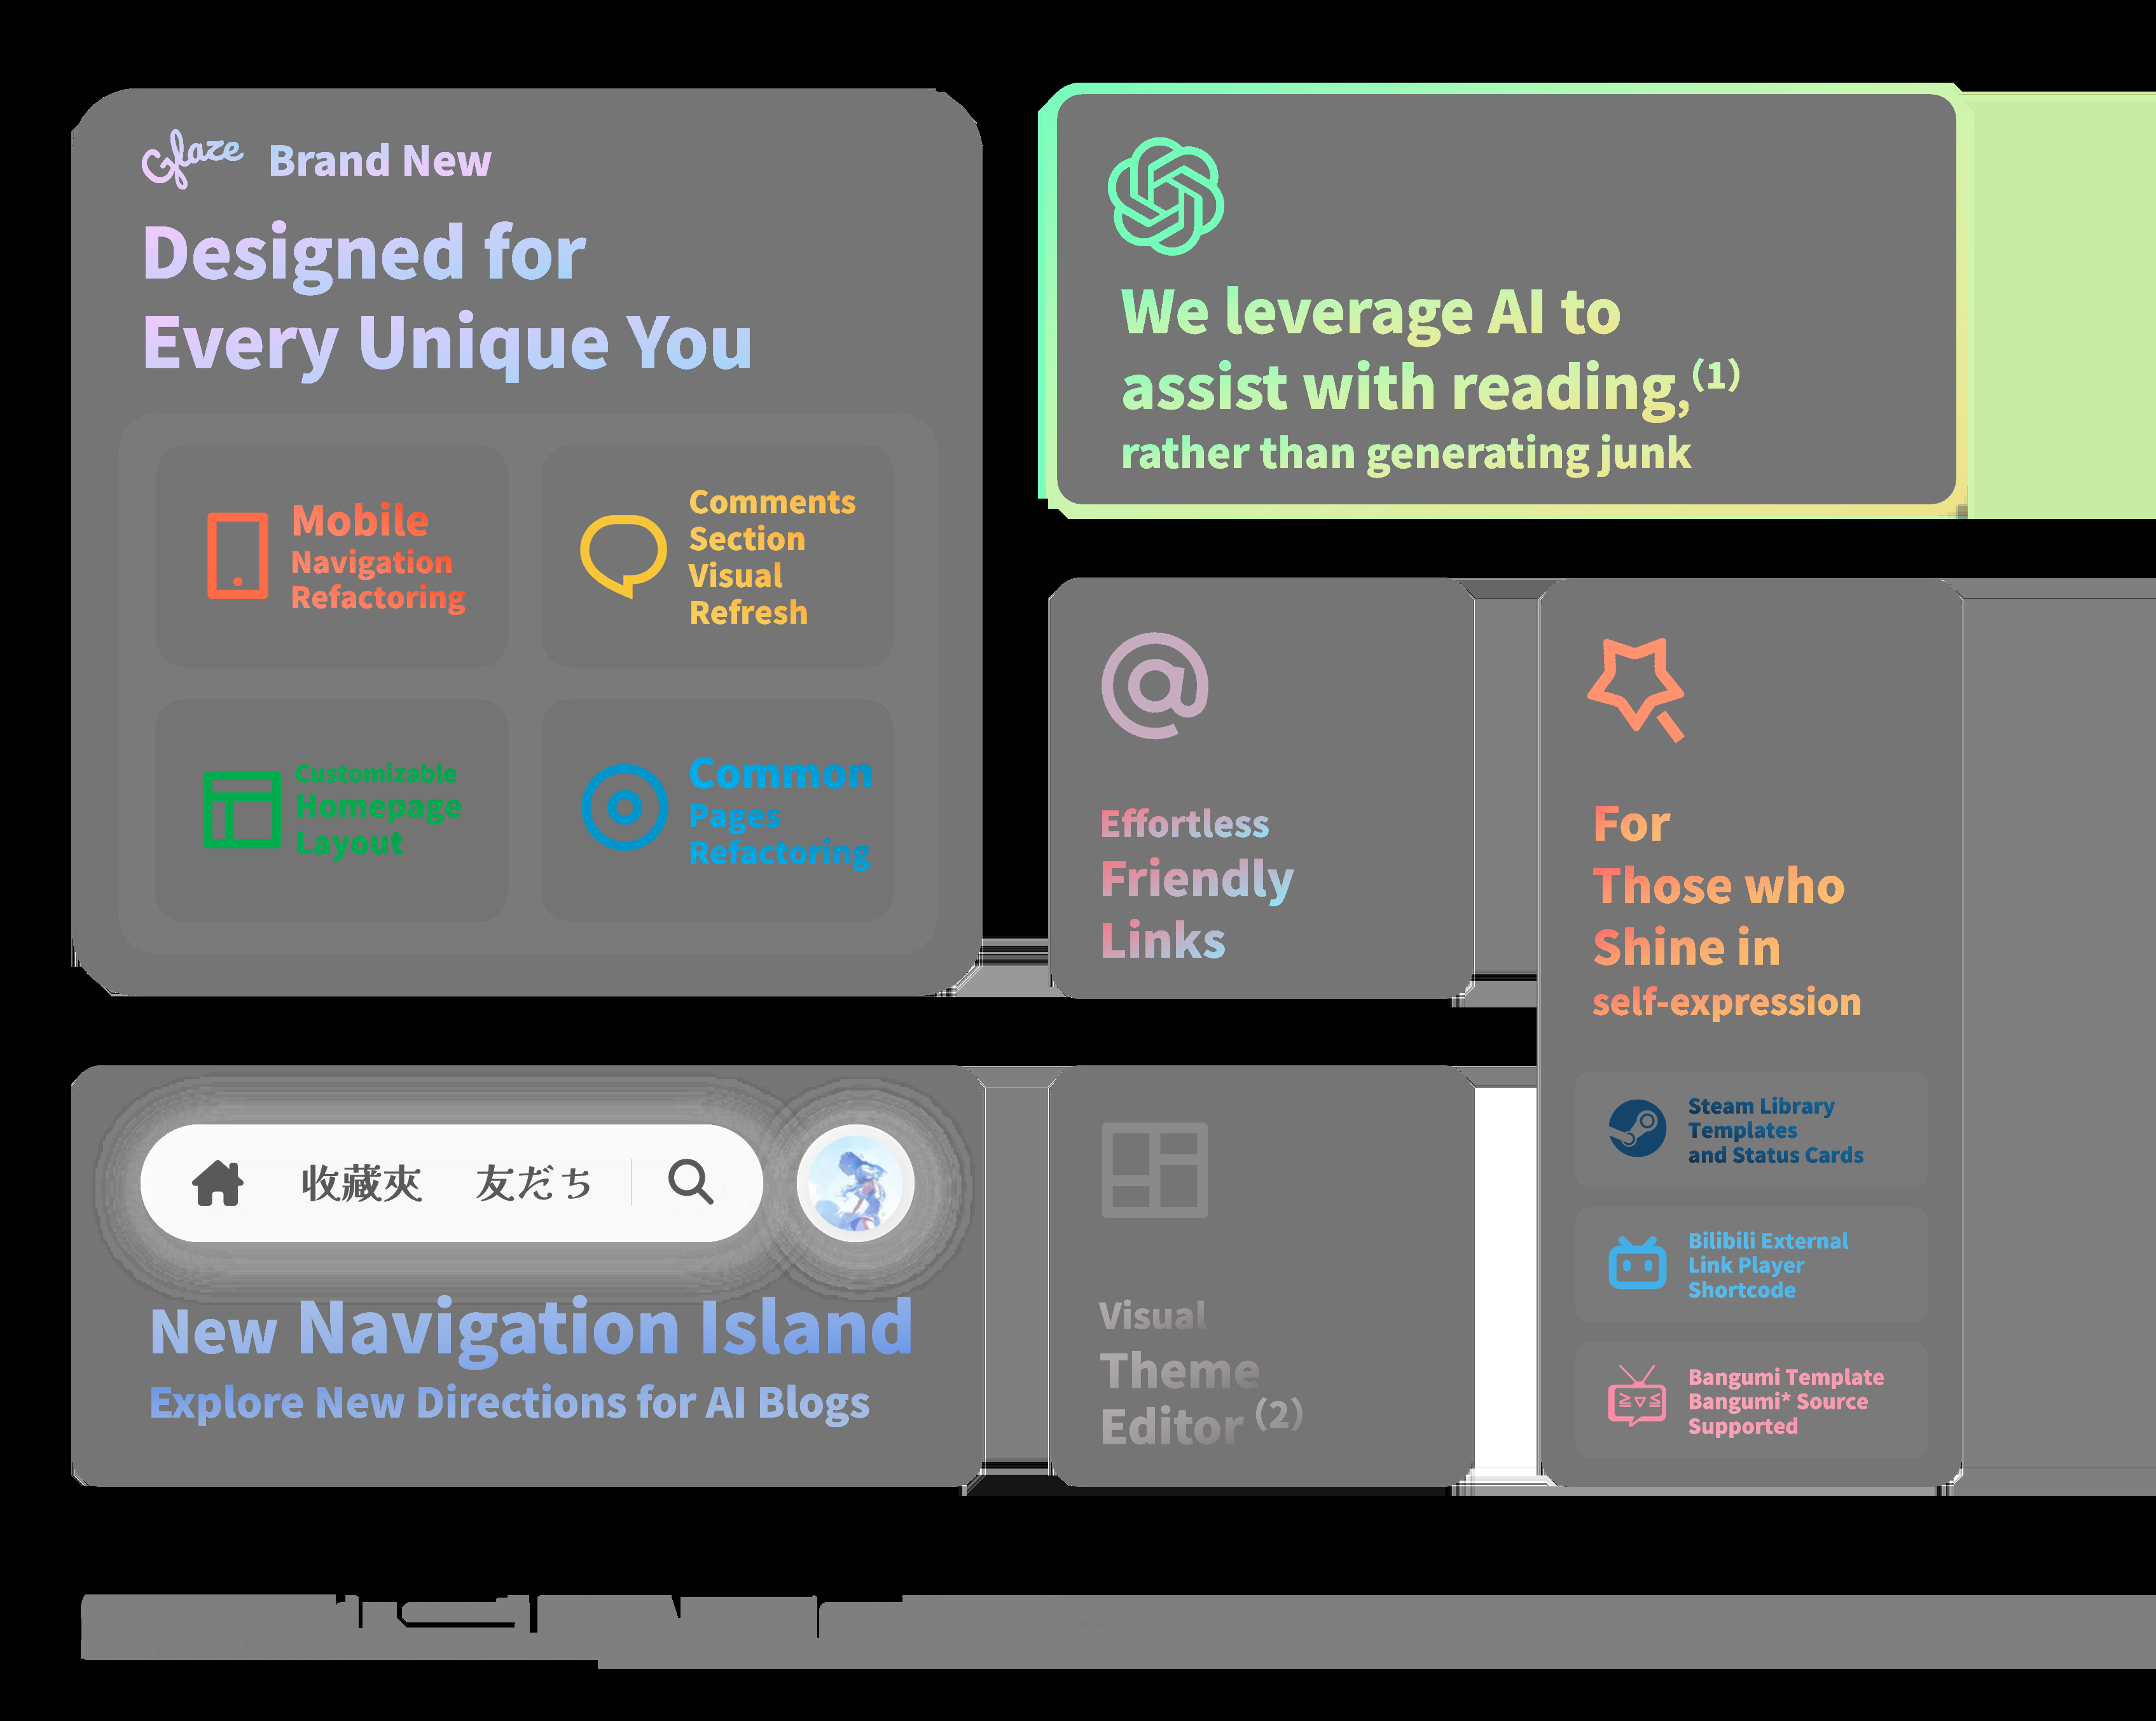 Glaze Brand New
Designed for
Every Unique You
Mobile
Navigation
Refactoring
Comments
Section
Visual
Refresh
Customizable
Homepage
Layout
Common
Pages
Refactoring
We leverage AI to
assist with reading,(1)
rather than generating junk
Effortless
Friendly
Links
For
Those who
Shine in
self-expression
Steam Library
Templates
and Status Cards
Bilibili External
Link Player
Shortcode
Bangumi Template
Bangumi* Source
Supported
收藏夾 友だち
New Navigation Island
Explore New Directions for AI Blogs
Visual
Theme
Editor (2)